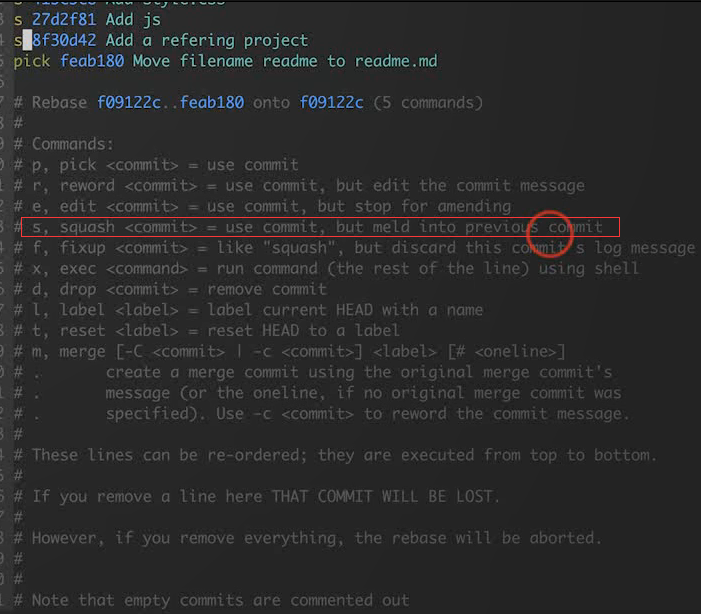 s 27d2f81 Add js
s 8f30d42 Add a refering project
pick feab180 Move filename readme to readme.md
# Rebase f09122c..feab180 onto f09122c (5 commands)
#
# Commands:
# p, pick <commit> = use commit
# r, reword <commit> = use commit, but edit the commit message
# e, edit <commit> = use commit, but stop for amending
# s, squash <commit> = use commit, but meld into previous commit
# f, fixup <commit> = like "squash", but discard this commit's log message
# x, exec <command> = run command (the rest of the line) using shell
# d, drop <commit> = remove commit
# l, label <label> = label current HEAD with a name
# t, reset <label> = reset HEAD to a label
# m, merge [-C <commit> | -c <commit>] <label> [# <oneline>]
# . create a merge commit using the original merge commit's
# . message (or the oneline, if no original merge commit was
# . specified). Use -c <commit> to reword the commit message.
#
# These lines can be re-ordered; they are executed from top to bottom.
#
# If you remove a line here THAT COMMIT WILL BE LOST.
#
# However, if you remove everything, the rebase will be aborted.
#
#
# Note that empty commits are commented out